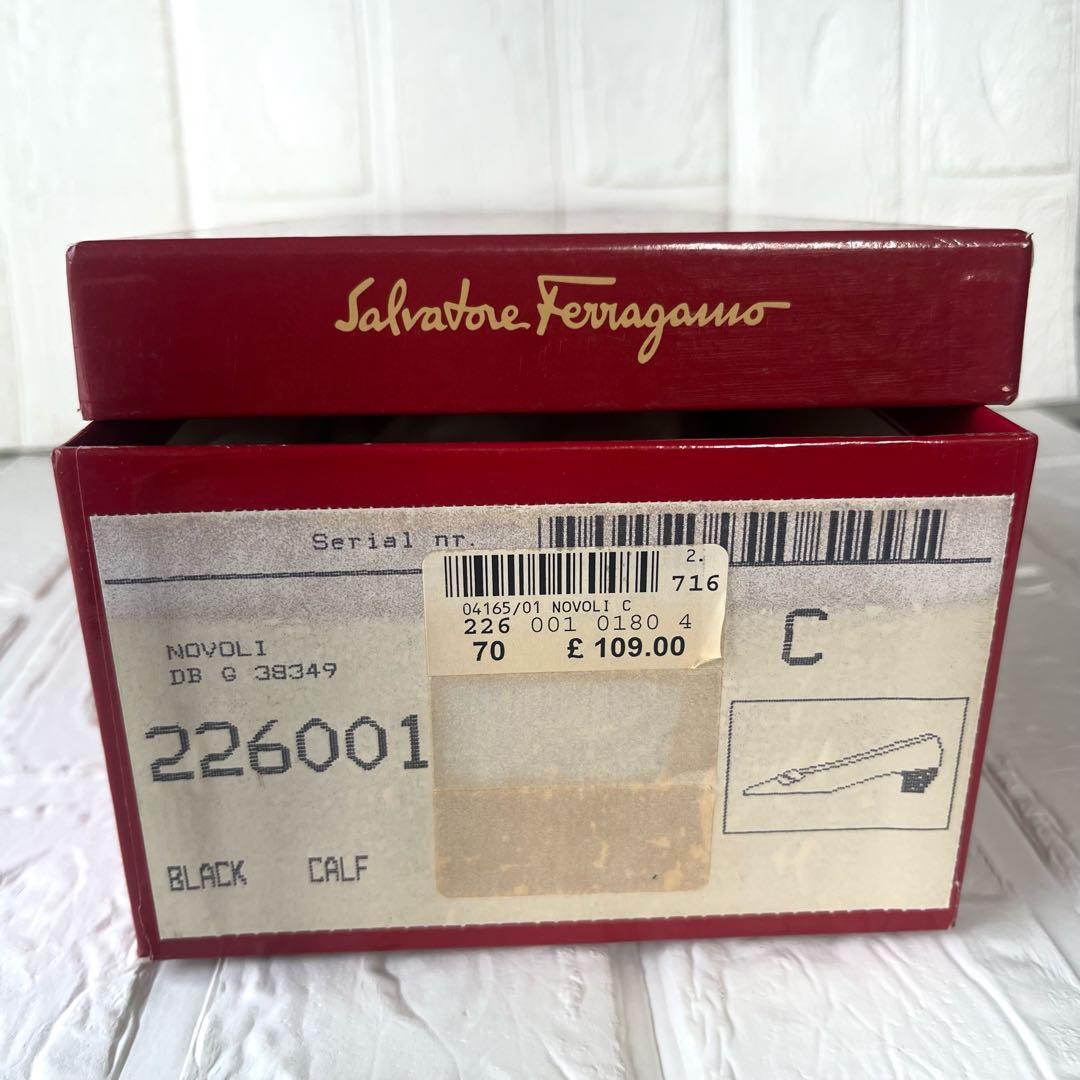 Salvatore Ferragamo
Serial nr.
2.
716
04165/01 NOVOLI C
226 001 0180 4
70 £ 109.00
NOVOLI
DB G 38349
C
226001
BLACK CALF